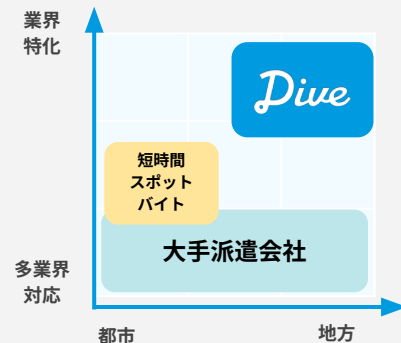 業界
特化
Dive
短時間
スポット
バイト
大手派遣会社
多業界
対応
都市
地方